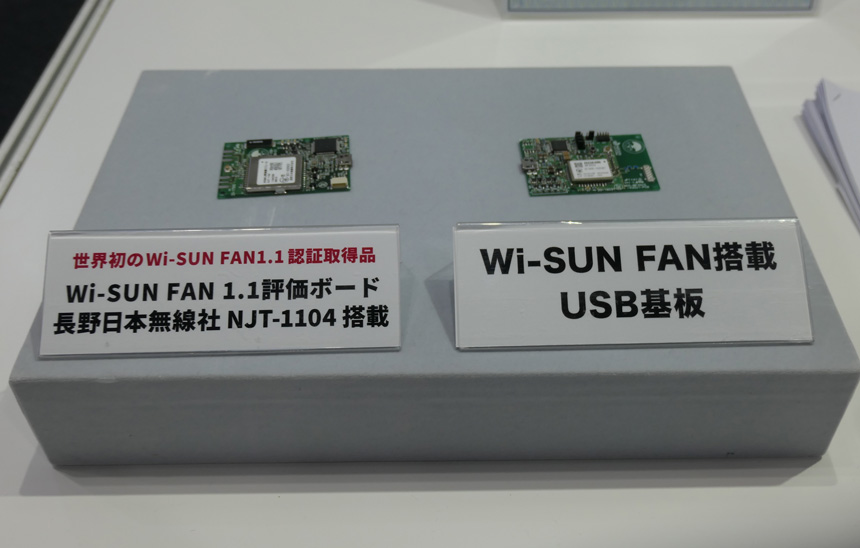 世界初のWi-SUN FAN1.1認証取得品
Wi-SUN FAN 1.1評価ボード
長野日本無線社 NJT-1104 搭載
Wi-SUN FAN搭載
USB基板